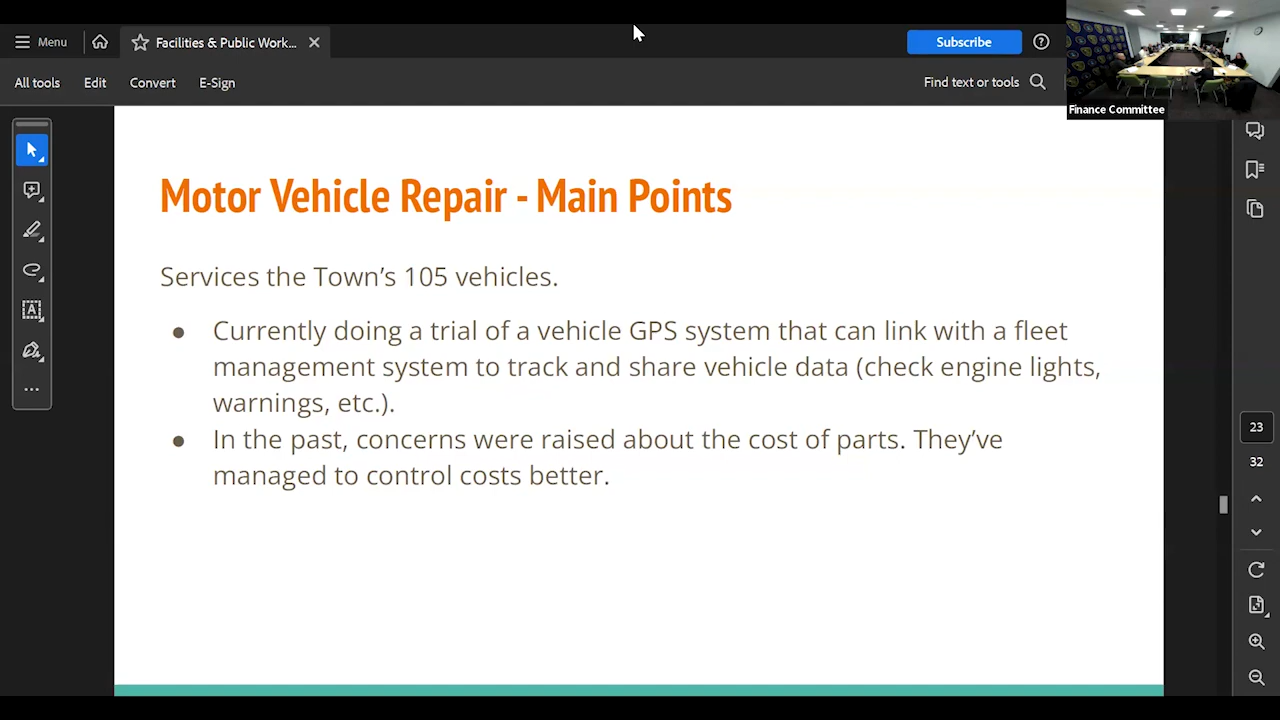 Menu
Facilities & Public Work...
Subscribe
All tools
Edit
Convert
E-Sign
Find text or tools
Finance Committee
Motor Vehicle Repair - Main Points
Services the Town's 105 vehicles.
● Currently doing a trial of a vehicle GPS system that can link with a fleet
management system to track and share vehicle data (check engine lights,
warnings, etc.).
● In the past, concerns were raised about the cost of parts. They've
managed to control costs better.
23
32